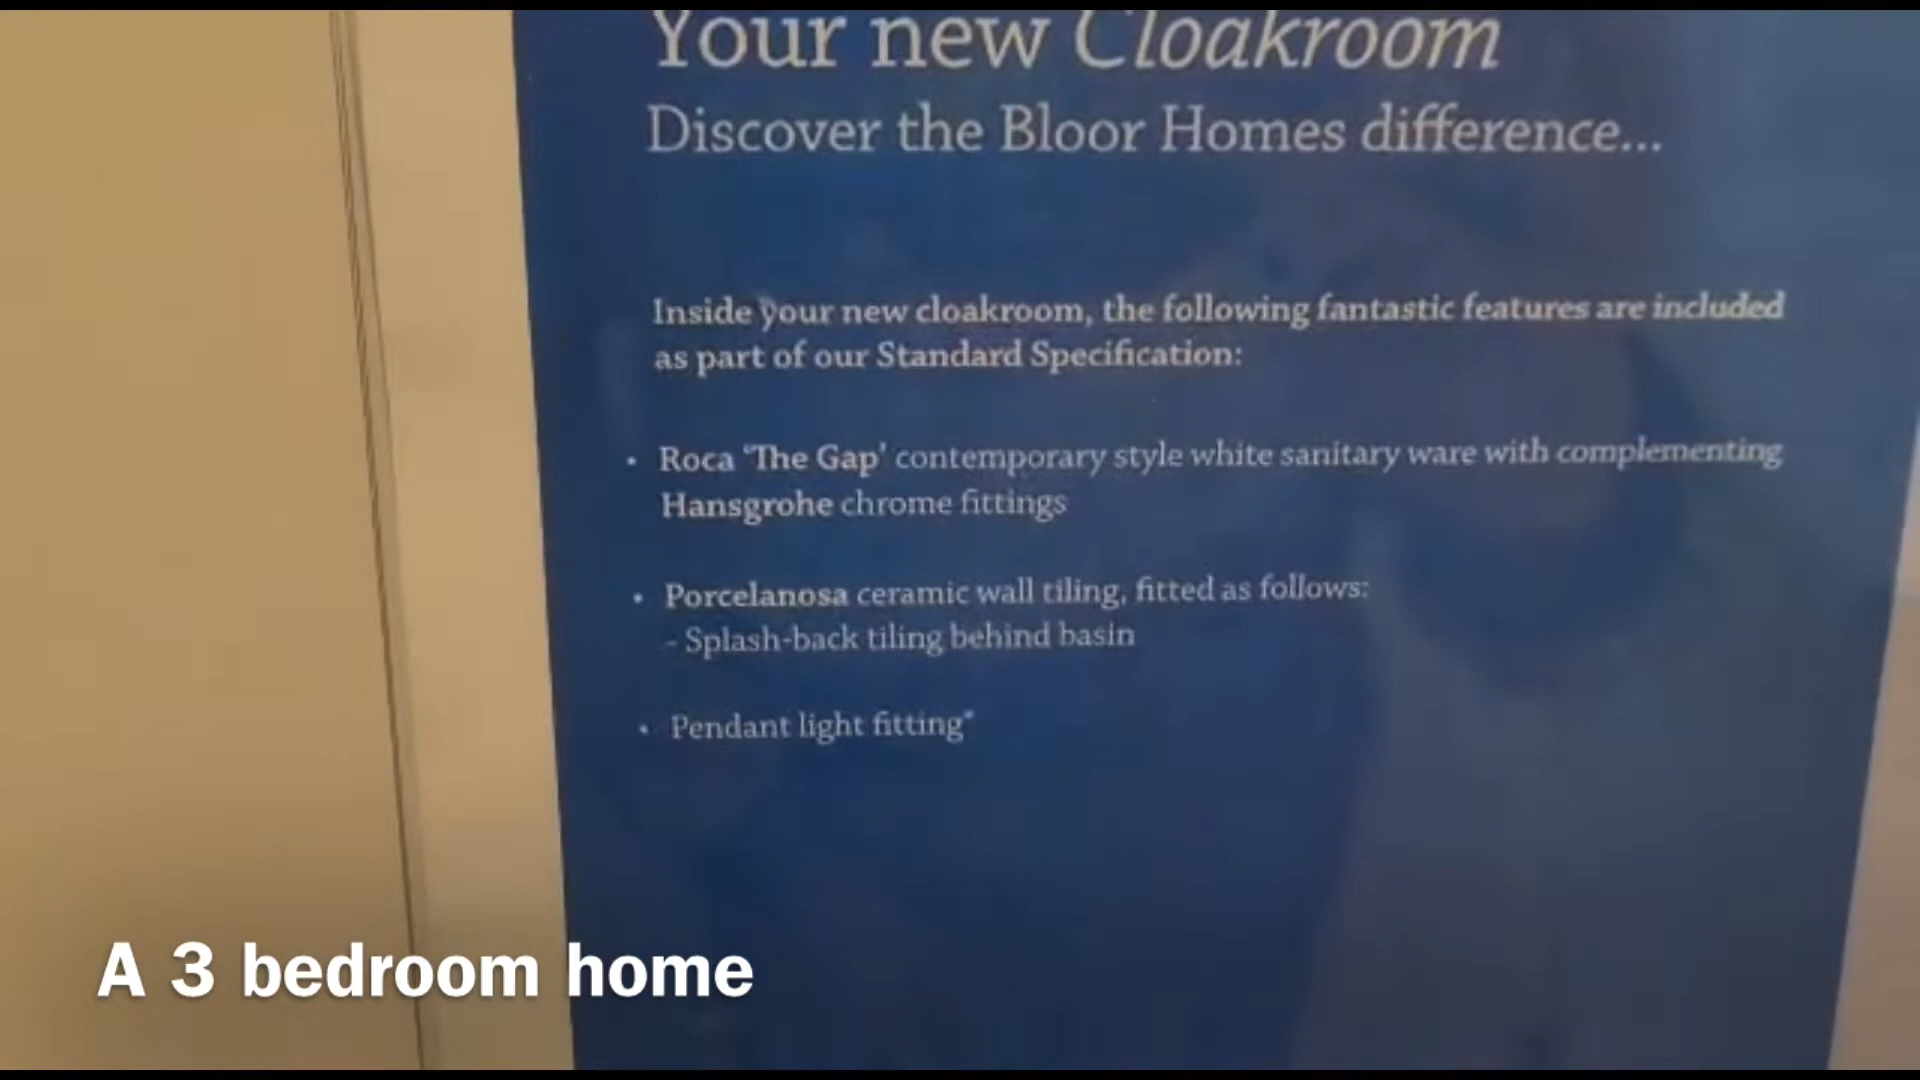 Your new Cloakroom
Discover the Bloor Homes difference...
Inside your new cloakroom, the following fantastic features are included
as part of our Standard Specification:
• Roca 'The Gap' contemporary style white sanitary ware with complementing
Hansgrohe chrome fittings
• Porcelanosa ceramic wall tiling, fitted as follows:
- Splash-back tiling behind basin
• Pendant light fitting*
A 3 bedroom home